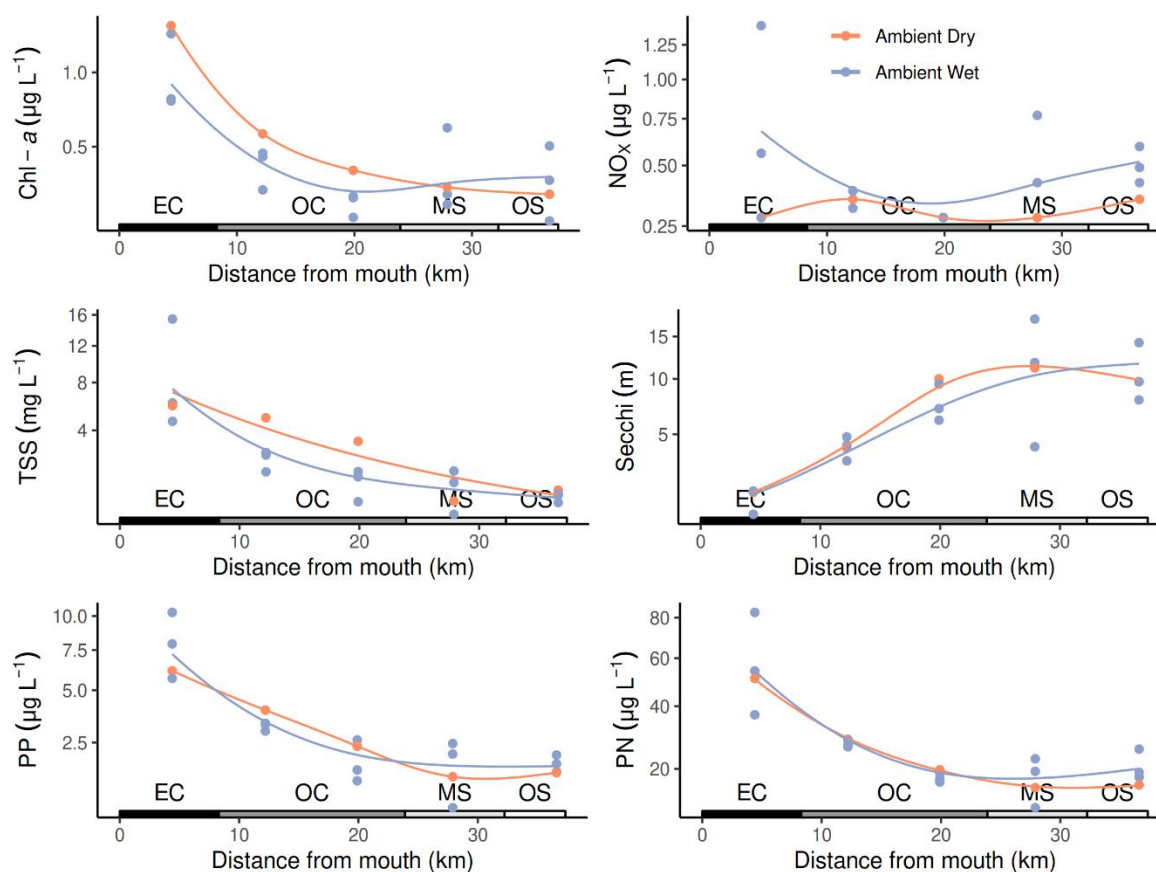 Chl − a (µg L⁻¹)
1.0
0.5
EC OC MS OS
0 10 20 30
Distance from mouth (km)
NOX (µg L⁻¹)
1.25
1.00
0.75
0.50
0.25
Ambient Dry
Ambient Wet
EC OC MS OS
0 10 20 30
Distance from mouth (km)
TSS (mg L⁻¹)
16
12
8
4
EC OC MS OS
0 10 20 30
Distance from mouth (km)
Secchi (m)
15
10
5
EC OC MS OS
0 10 20 30
Distance from mouth (km)
PP (µg L⁻¹)
10.0
7.5
5.0
2.5
EC OC MS OS
0 10 20 30
Distance from mouth (km)
PN (µg L⁻¹)
80
60
40
20
EC OC MS OS
0 10 20 30
Distance from mouth (km)